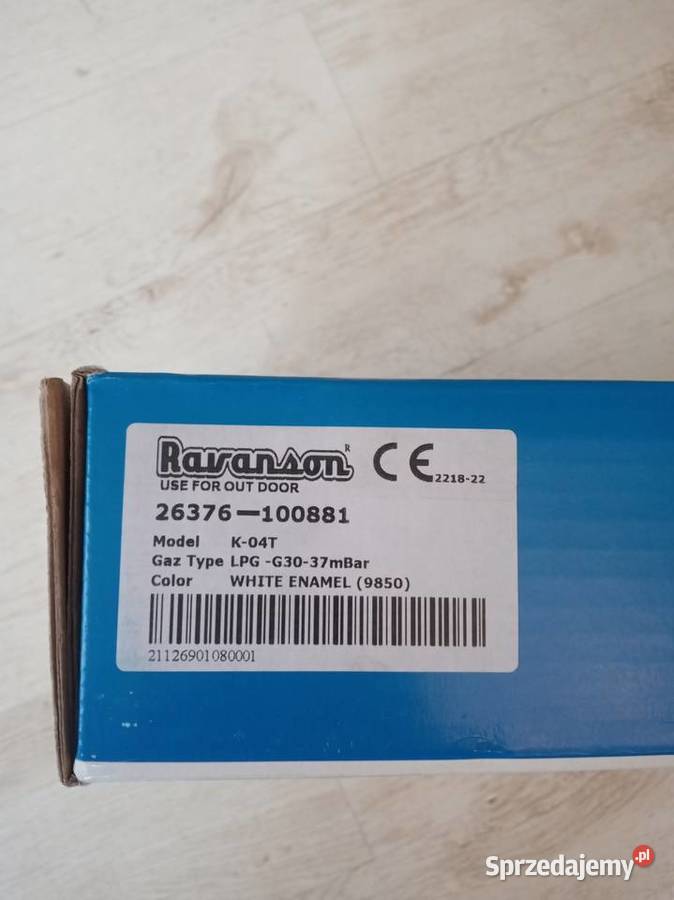 Ravanson R CE 2218-22
USE FOR OUT DOOR
26376—100881
Model K-04T
Gaz Type LPG -G30-37mBar
Color WHITE ENAMEL (9850)
21126901080001
Sprzedajemy.pl